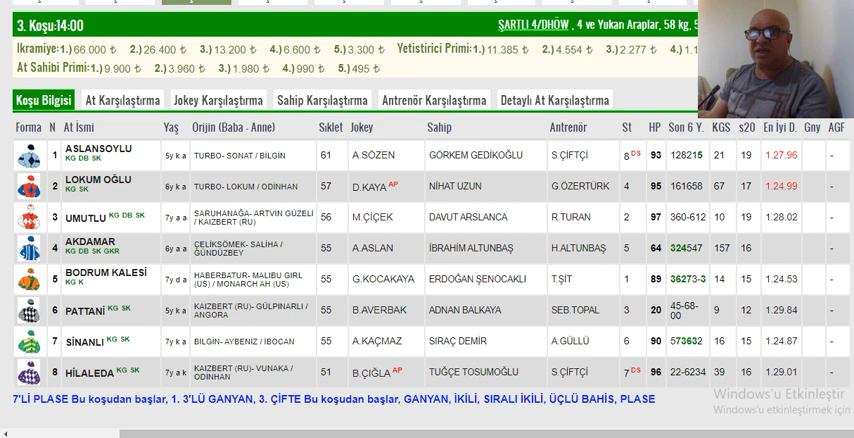 3. Koşu:14:00 ŞARTLI 4/DHÖW , 4 ve Yukarı Araplar, 58 kg,
İkramiye:1.) 66.000 ₺ 2.) 26.400 ₺ 3.) 13.200 ₺ 4.) 6.600 ₺ 5.) 3.300 ₺ Yetistirici Primi:1.) 11.385 ₺ 2.) 4.554 ₺ 3.) 2.277 ₺ 4.) 1.1
At Sahibi Primi:1.) 9.900 ₺ 2.) 3.960 ₺ 3.) 1.980 ₺ 4.) 990 ₺ 5.) 495 ₺
Koşu Bilgisi At Karşılaştırma Jokey Karşılaştırma Sahip Karşılaştırma Antrenör Karşılaştırma Detaylı At Karşılaştırma
Forma N At İsmi Yaş Orijin (Baba - Anne) Sıklet Jokey Sahip Antrenör St HP Son 6 Y. KGS s20 En İyi D. Gny AGF
1 ASLANSOYLU KG DB SK 5y k a TURBO- SONAT / BİLGİN 61 A.SÖZEN GÖRKEM GEDİKOĞLU S.ÇİFTÇİ 8 DS 93 128215 21 19 1.27.96 -
2 LOKUM OĞLU KG SK 6y k a TURBO- LOKUM / ODİNHAN 57 D.KAYA AP NİHAT UZUN G.ÖZERTÜRK 4 95 161658 67 17 1.24.99 -
3 UMUTLU KG DB SK 7y a a SARUHANAĞA- ARTVİN GÜZELİ / KAIZBERT (RU) 56 M.ÇİÇEK DAVUT ARSLANCA R.TURAN 2 97 360-612 10 19 1.28.02 -
4 AKDAMAR KG DB SK GKR 6y a a ÇELİKSÖMEK- SALİHA / GÜNDÜZBEY 55 A.ASLAN İBRAHİM ALTUNBAŞ H.ALTUNBAŞ 5 64 324547 157 16 -
5 BODRUM KALESİ KG K 7y d a HABERBATUR- MALIBU GIRL (US) / MONARCH AH (US) 55 G.KOCAKAYA ERDOĞAN ŞENOCAKLI T.ŞİT 1 89 36273-3 14 15 1.24.53 -
6 PATTANİ KG SK 5y k a KAIZBERT (RU)- GÜLPINARLI / ANGORA 55 B.AVERBAK ADNAN BALKAYA SEB.TOPAL 3 20 45-68-00 9 12 1.29.84 -
7 SİNANLI KG SK 7y k a BİLGİN- AYBENİZ / İBOCAN 55 A.KAÇMAZ SIRAÇ DEMİR A.GÜLLÜ 6 90 573632 16 15 1.24.87 -
8 HİLALEDA KG SK 7y a k KAIZBERT (RU)- VUNAKA / ODİNHAN 51 B.ÇIĞLA AP TUĞÇE TOSUMOĞLU S.ÇİFTÇİ 7 DS 96 22-6234 39 16 1.29.01 -
7'Lİ PLASE Bu koşudan başlar, 1. 3'LÜ GANYAN, 3. ÇİFTE Bu koşudan başlar, GANYAN, İKİLİ, SIRALI İKİLİ, ÜÇLÜ BAHİS, PLASE
Windows'u Etkinleştir
Windows'u etkinleştirmek için